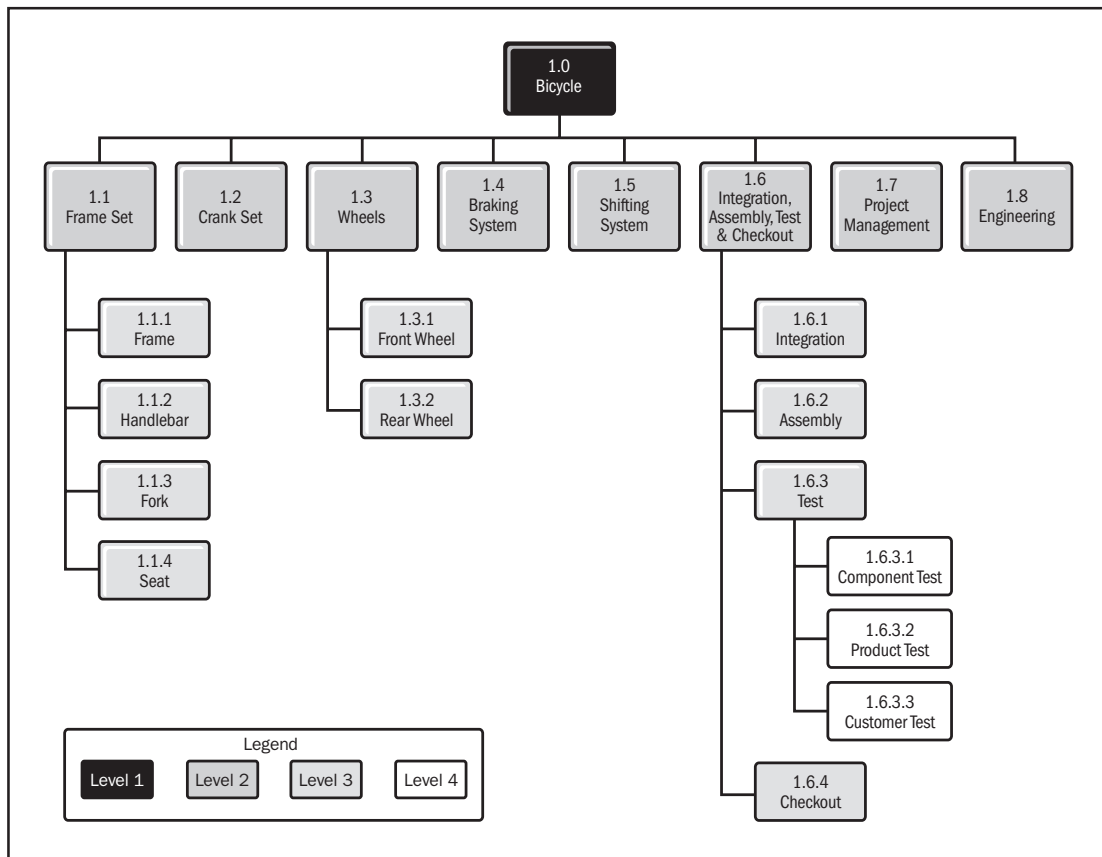 1.0
Bicycle
1.1
Frame Set
1.2
Crank Set
1.3
Wheels
1.4
Braking
System
1.5
Shifting
System
1.6
Integration,
Assembly, Test
& Checkout
1.7
Project
Management
1.8
Engineering
1.1.1
Frame
1.1.2
Handlebar
1.1.3
Fork
1.1.4
Seat
1.3.1
Front Wheel
1.3.2
Rear Wheel
1.6.1
Integration
1.6.2
Assembly
1.6.3
Test
1.6.3.1
Component Test
1.6.3.2
Product Test
1.6.3.3
Customer Test
1.6.4
Checkout
Legend
Level 1
Level 2
Level 3
Level 4